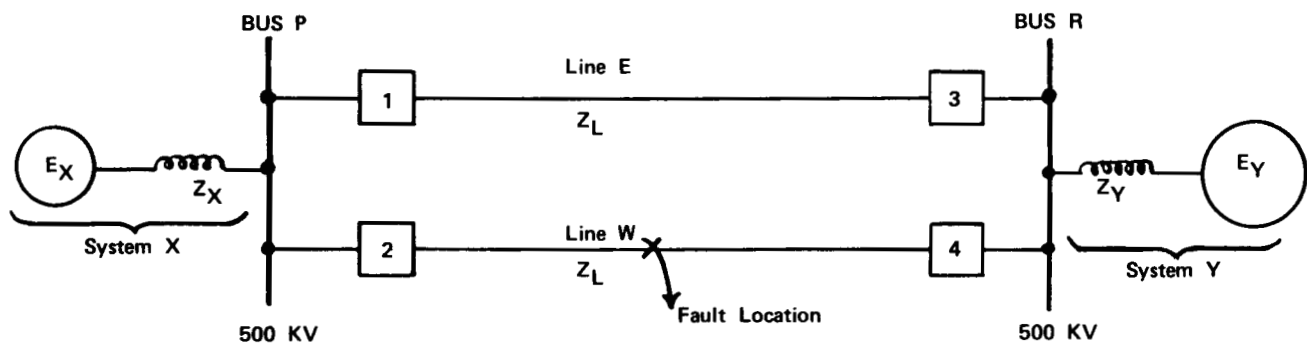 BUS P
BUS R
Line E
1
3
Z_L
E_X
Z_X
Z_Y
E_Y
System X
2
Line W
4
Z_L
System Y
Fault Location
500 KV
500 KV